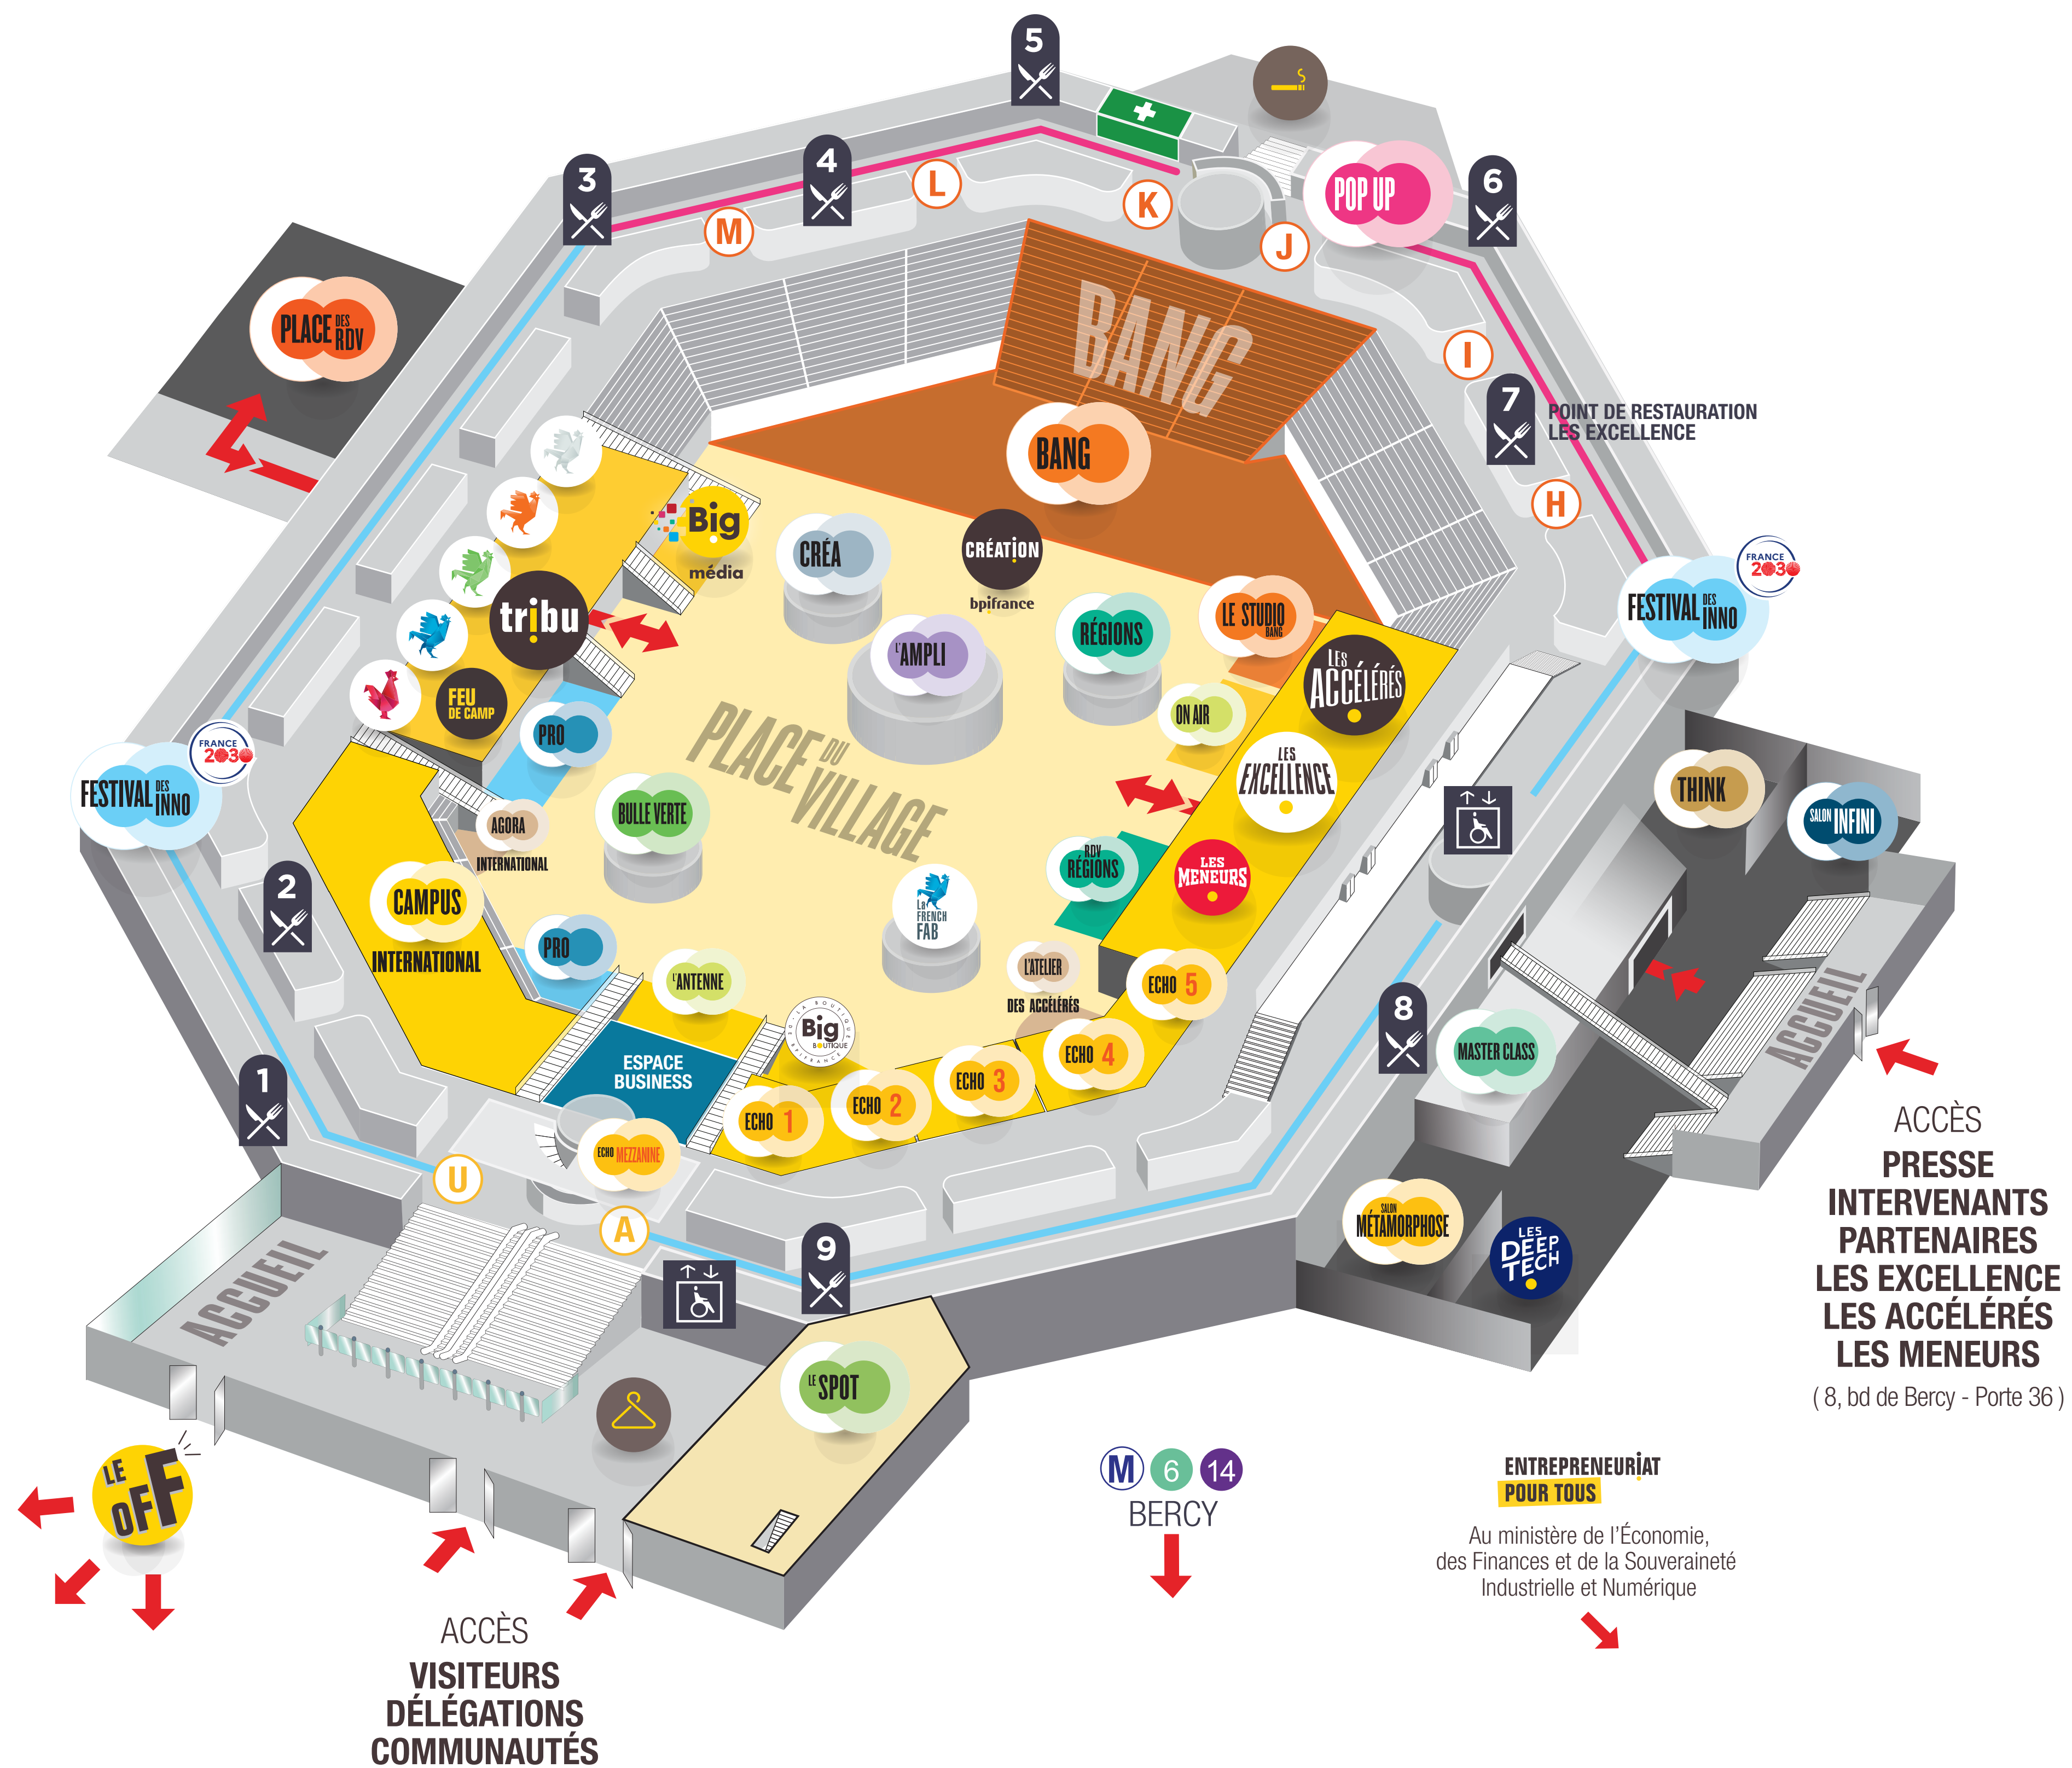 5
4
3
L
K
M
J
POP UP
6
PLACE DES RDV
BANG
I
7
POINT DE RESTAURATION
LES EXCELLENCE
BANG
H
Big
média
CRÉA
CRÉATION
bpifrance
FRANCE
2030
FESTIVAL DES INNO
tribu
L'AMPLI
RÉGIONS
LE STUDIO
BANG
LES
ACCÉLÉRÉS
FEU
DE CAMP
PRO
ON AIR
PLACE DU VILLAGE
LES
EXCELLENCE
FRANCE
2030
FESTIVAL DES INNO
THINK
SALON INFINI
AGORA
INTERNATIONAL
BULLE VERTE
RDV
RÉGIONS
LES
MENEURS
2
CAMPUS
INTERNATIONAL
La
FRENCH
FAB
PRO
L'ANTENNE
L'ATELIER
DES ACCÉLÉRÉS
ECHO 5
8
ACCUEIL
LA BOUTIQUE DE BPIFRANCE
Big
BOUTIQUE
ESPACE
BUSINESS
ECHO 4
MASTER CLASS
1
ECHO 3
ECHO 2
ECHO 1
ECHO MEZZANINE
U
A
9
SALON
MÉTAMORPHOSE
LES
DEEP
TECH
ACCUEIL
ACCÈS
PRESSE
INTERVENANTS
PARTENAIRES
LES EXCELLENCE
LES ACCÉLÉRÉS
LES MENEURS
( 8, bd de Bercy - Porte 36 )
LE SPOT
LE
OFF
M 6 14
BERCY
ENTREPRENEURIAT
POUR TOUS
Au ministère de l'Économie,
des Finances et de la Souveraineté
Industrielle et Numérique
ACCÈS
VISITEURS
DÉLÉGATIONS
COMMUNAUTÉS